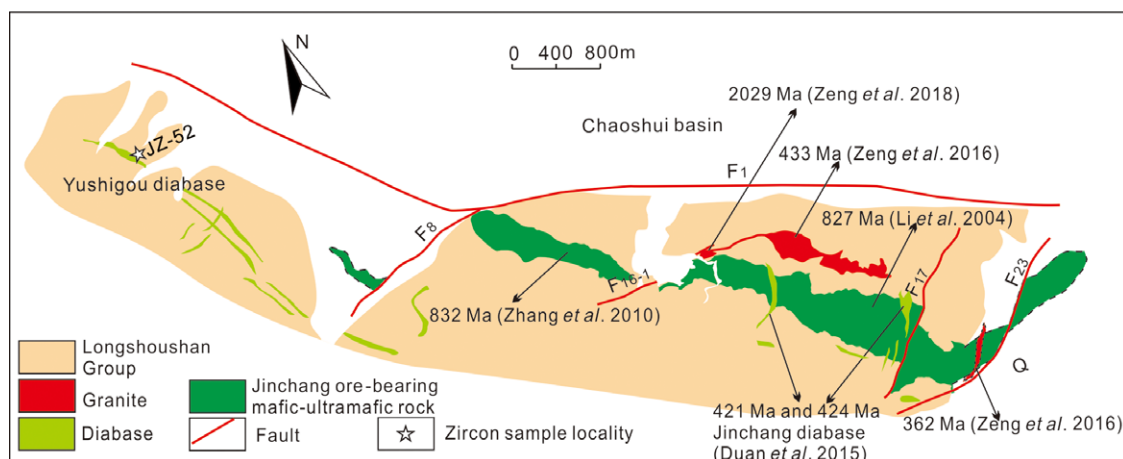 N
0 400 800m
2029 Ma (Zeng et al. 2018)
Chaoshui basin
433 Ma (Zeng et al. 2016)
F1
827 Ma (Li et al. 2004)
JZ-52
Yushigou diabase
F8
F16-1
F17
F23
832 Ma (Zhang et al. 2010)
Q
Longshoushan
Group
Granite
Diabase
Jinchang ore-bearing
mafic-ultramafic rock
Fault
Zircon sample locality
421 Ma and 424 Ma
Jinchang diabase
(Duan et al. 2015)
362 Ma (Zeng et al. 2016)